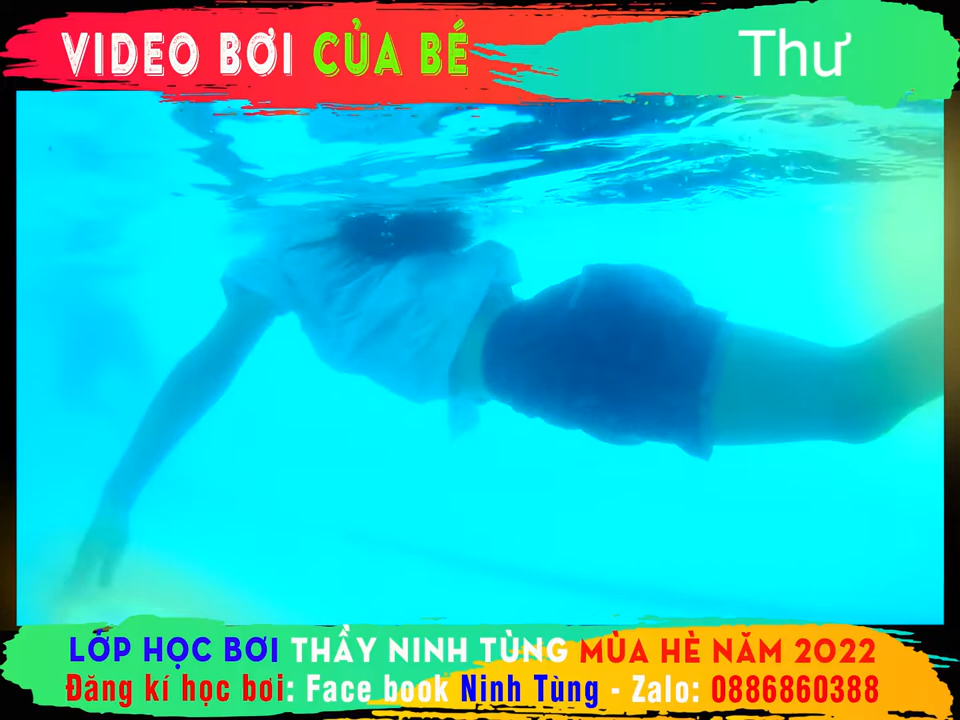 VIDEO BƠI CỦA BÉ
Thư
LỚP HỌC BƠI THẦY NINH TÙNG MÙA HÈ NĂM 2022
Đăng kí học bơi: Face book Ninh Tùng - Zalo: 0886860388